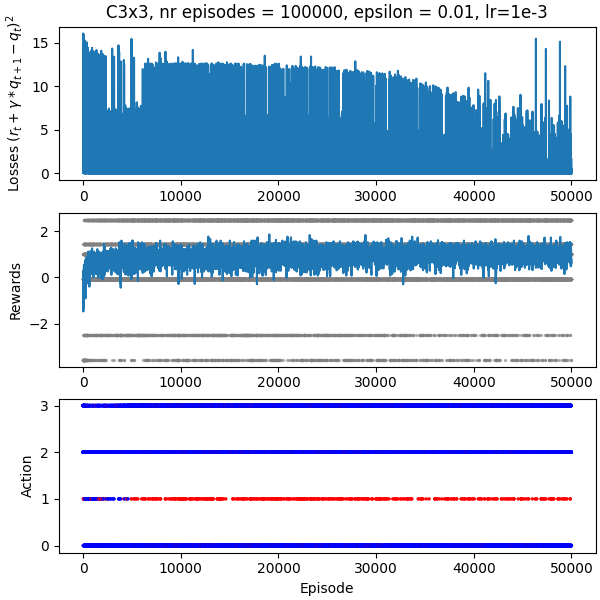 C3x3, nr episodes = 100000, epsilon = 0.01, lr=1e-3
Losses $(r_t + \gamma * q_{t+1} - q_t)^2$
15
10
5
0
0 10000 20000 30000 40000 50000
Rewards
2
0
−2
0 10000 20000 30000 40000 50000
Action
3
2
1
0
0 10000 20000 30000 40000 50000
Episode